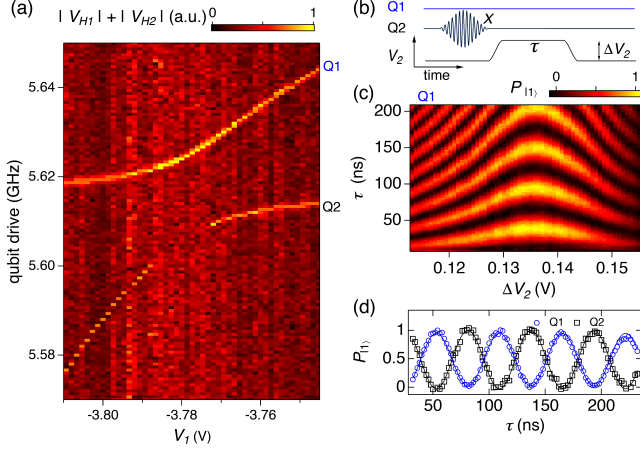 (a)
| V_H1 | + | V_H2 | (a.u.)
0 1
Q1
Q2
5.64
5.62
5.60
5.58
qubit drive (GHz)
-3.80 -3.78 -3.76
V_1 (V)
(b)
Q1
Q2 X
V_2 τ ΔV_2
time
P_|1⟩ 0 1
(c) Q1
200
150
100
50
τ (ns)
0.12 0.13 0.14 0.15
ΔV_2 (V)
(d)
Q1 Q2
1
0.5
0
P_|1⟩
50 100 150 200
τ (ns)